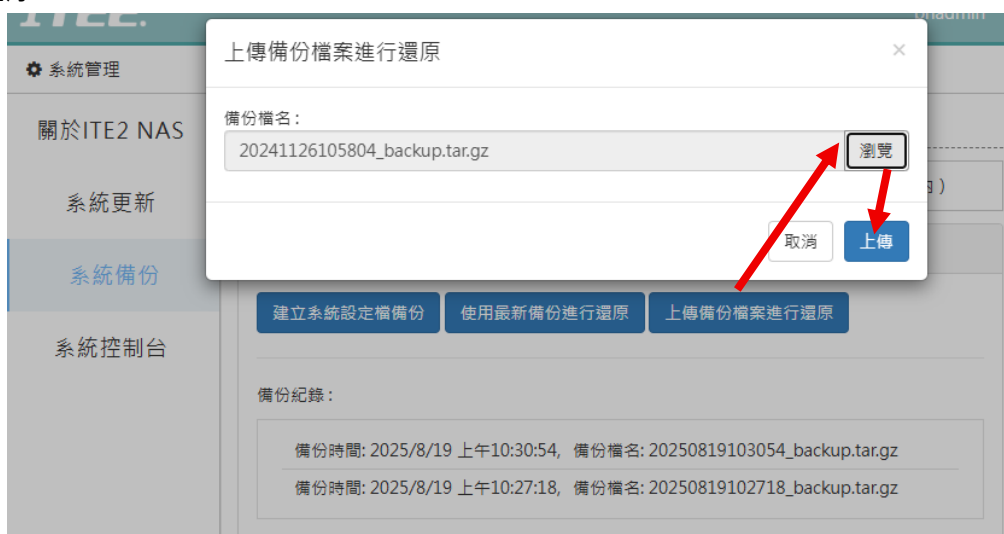 ITE2.
phadmin
系統管理
上傳備份檔案進行還原
×
關於ITE2 NAS
備份檔名：
20241126105804_backup.tar.gz
瀏覽
系統更新
取消
上傳
系統備份
建立系統設定檔備份
使用最新備份進行還原
上傳備份檔案進行還原
系統控制台
備份紀錄：
備份時間: 2025/8/19 上午10:30:54, 備份檔名: 20250819103054_backup.tar.gz
備份時間: 2025/8/19 上午10:27:18, 備份檔名: 20250819102718_backup.tar.gz